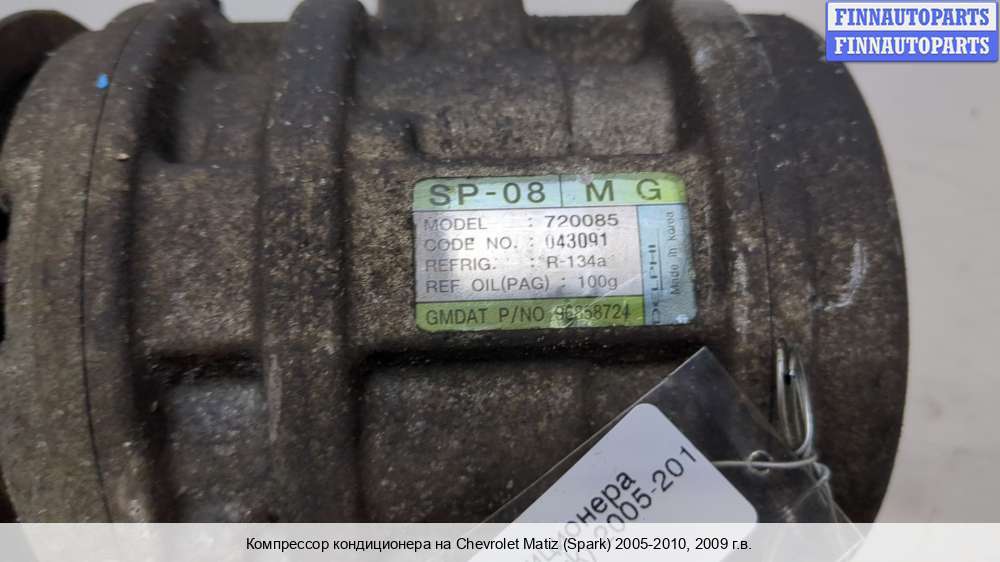 FINNAUTOPARTS
FINNAUTOPARTS
SP-08 M G
MODEL : 720085
CODE NO. : 043091
REFRIG. : R-134a
REF OIL(PAG) : 100g
GMDAT P/NO 96858724
DELPHI
Made in Korea
2005-201
Компрессор кондиционера на Chevrolet Matiz (Spark) 2005-2010, 2009 г.в.